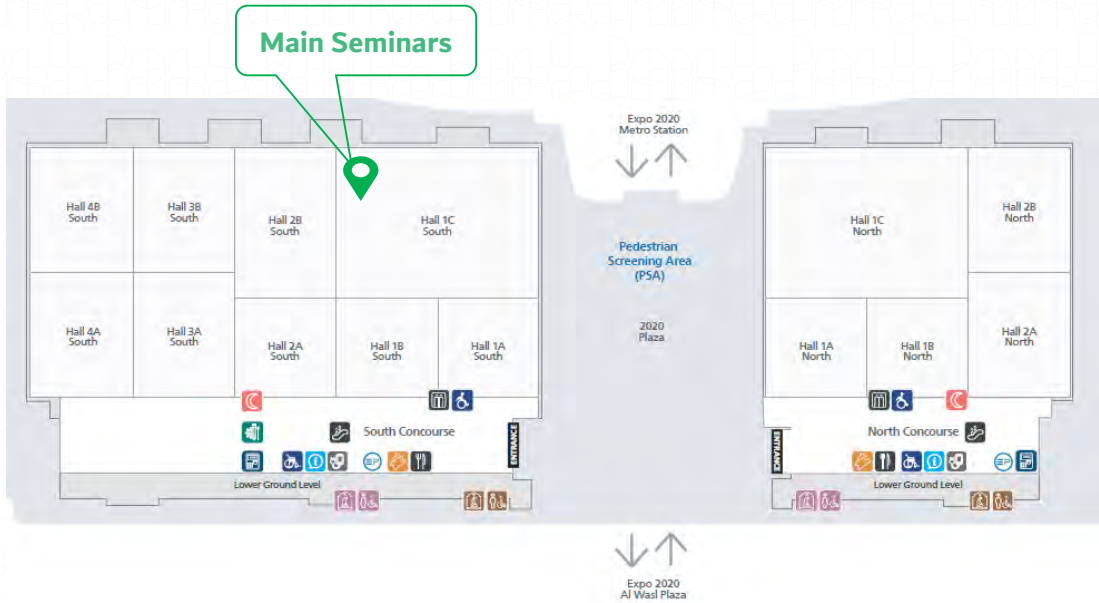 Main Seminars
Expo 2020
Metro Station
Hall 4B
South
Hall 3B
South
Hall 2B
South
Hall 1C
South
Hall 1C
North
Hall 2B
North
Pedestrian
Screening Area
(PSA)
2020
Plaza
Hall 4A
South
Hall 3A
South
Hall 2A
South
Hall 1B
South
Hall 1A
South
Hall 1A
North
Hall 1B
North
Hall 2A
North
South Concourse
ENTRANCE
Lower Ground Level
North Concourse
ENTRANCE
Lower Ground Level
Expo 2020
Al Wasl Plaza